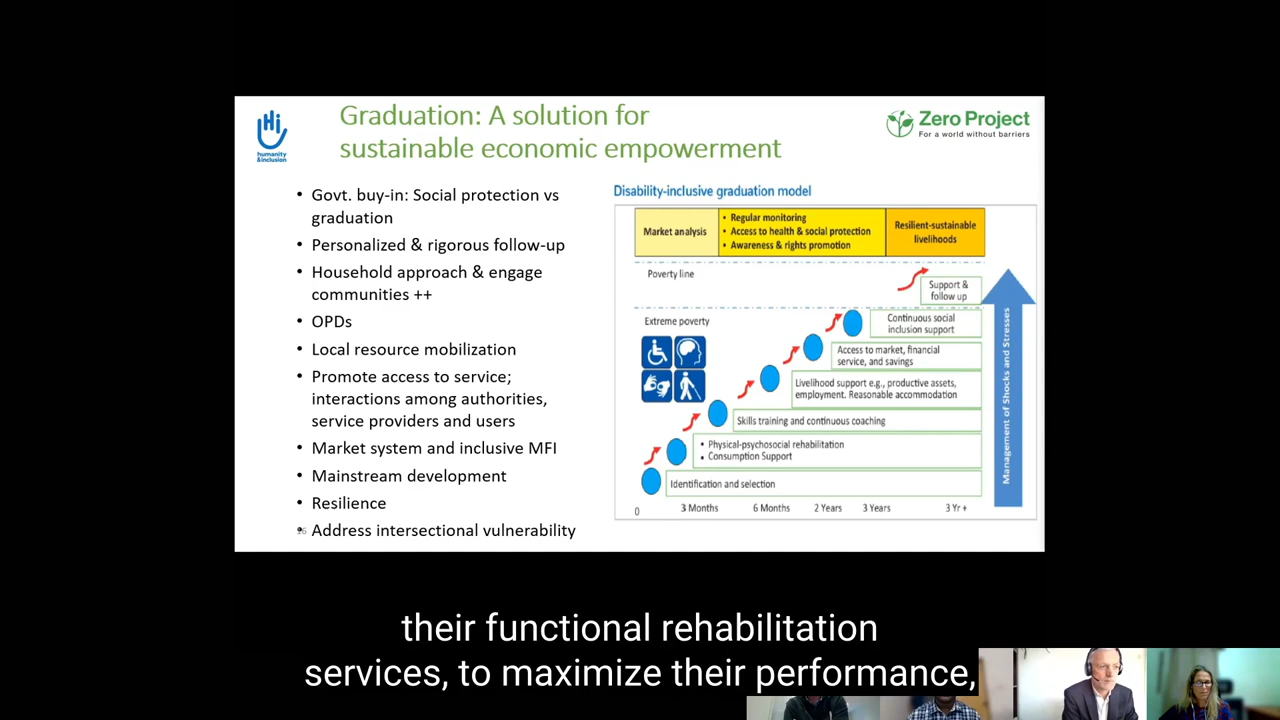 Graduation: A solution for
sustainable economic empowerment
Hi
humanity
&inclusion
Zero Project
For a world without barriers
• Govt. buy-in: Social protection vs
graduation
• Personalized & rigorous follow-up
• Household approach & engage
communities ++
• OPDs
• Local resource mobilization
• Promote access to service;
interactions among authorities,
service providers and users
• Market system and inclusive MFI
• Mainstream development
• Resilience
• Address intersectional vulnerability
Disability-inclusive graduation model
Market analysis
• Regular monitoring
• Access to health & social protection
• Awareness & rights promotion
Resilient-sustainable
livelihoods
Poverty line
Support &
follow up
Extreme poverty
Continuous social
inclusion support
Access to market, financial
service, and savings
Livelihood support e.g., productive assets,
employment. Reasonable accommodation
Skills training and continuous coaching
• Physical-psychosocial rehabilitation
• Consumption Support
Identification and selection
0 3 Months 6 Months 2 Years 3 Years 3 Yr +
Management of Shocks and Stresses
their functional rehabilitation
services, to maximize their performance,